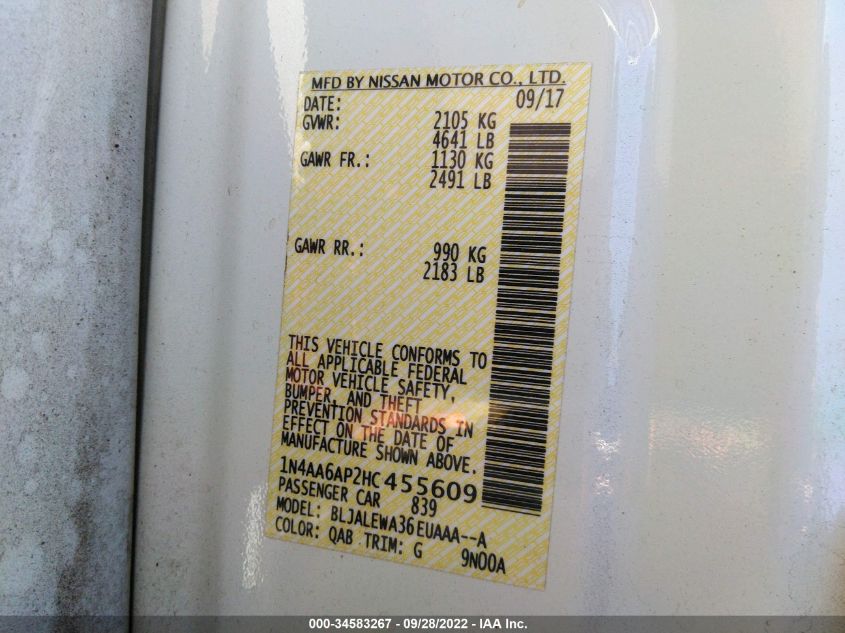 MFD BY NISSAN MOTOR CO., LTD.
DATE: 09/17
GVWR: 2105 KG
4641 LB
GAWR FR.: 1130 KG
2491 LB
GAWR RR.: 990 KG
2183 LB
THIS VEHICLE CONFORMS TO
ALL APPLICABLE FEDERAL
MOTOR VEHICLE SAFETY,
BUMPER, AND THEFT
PREVENTION STANDARDS IN
EFFECT ON THE DATE OF
MANUFACTURE SHOWN ABOVE.
1N4AA6AP2HC455609
PASSENGER CAR 839
MODEL: BLJALEWA36EUAAA--A
COLOR: QAB TRIM: G 9N00A
000-34583267 - 09/28/2022 - IAA Inc.